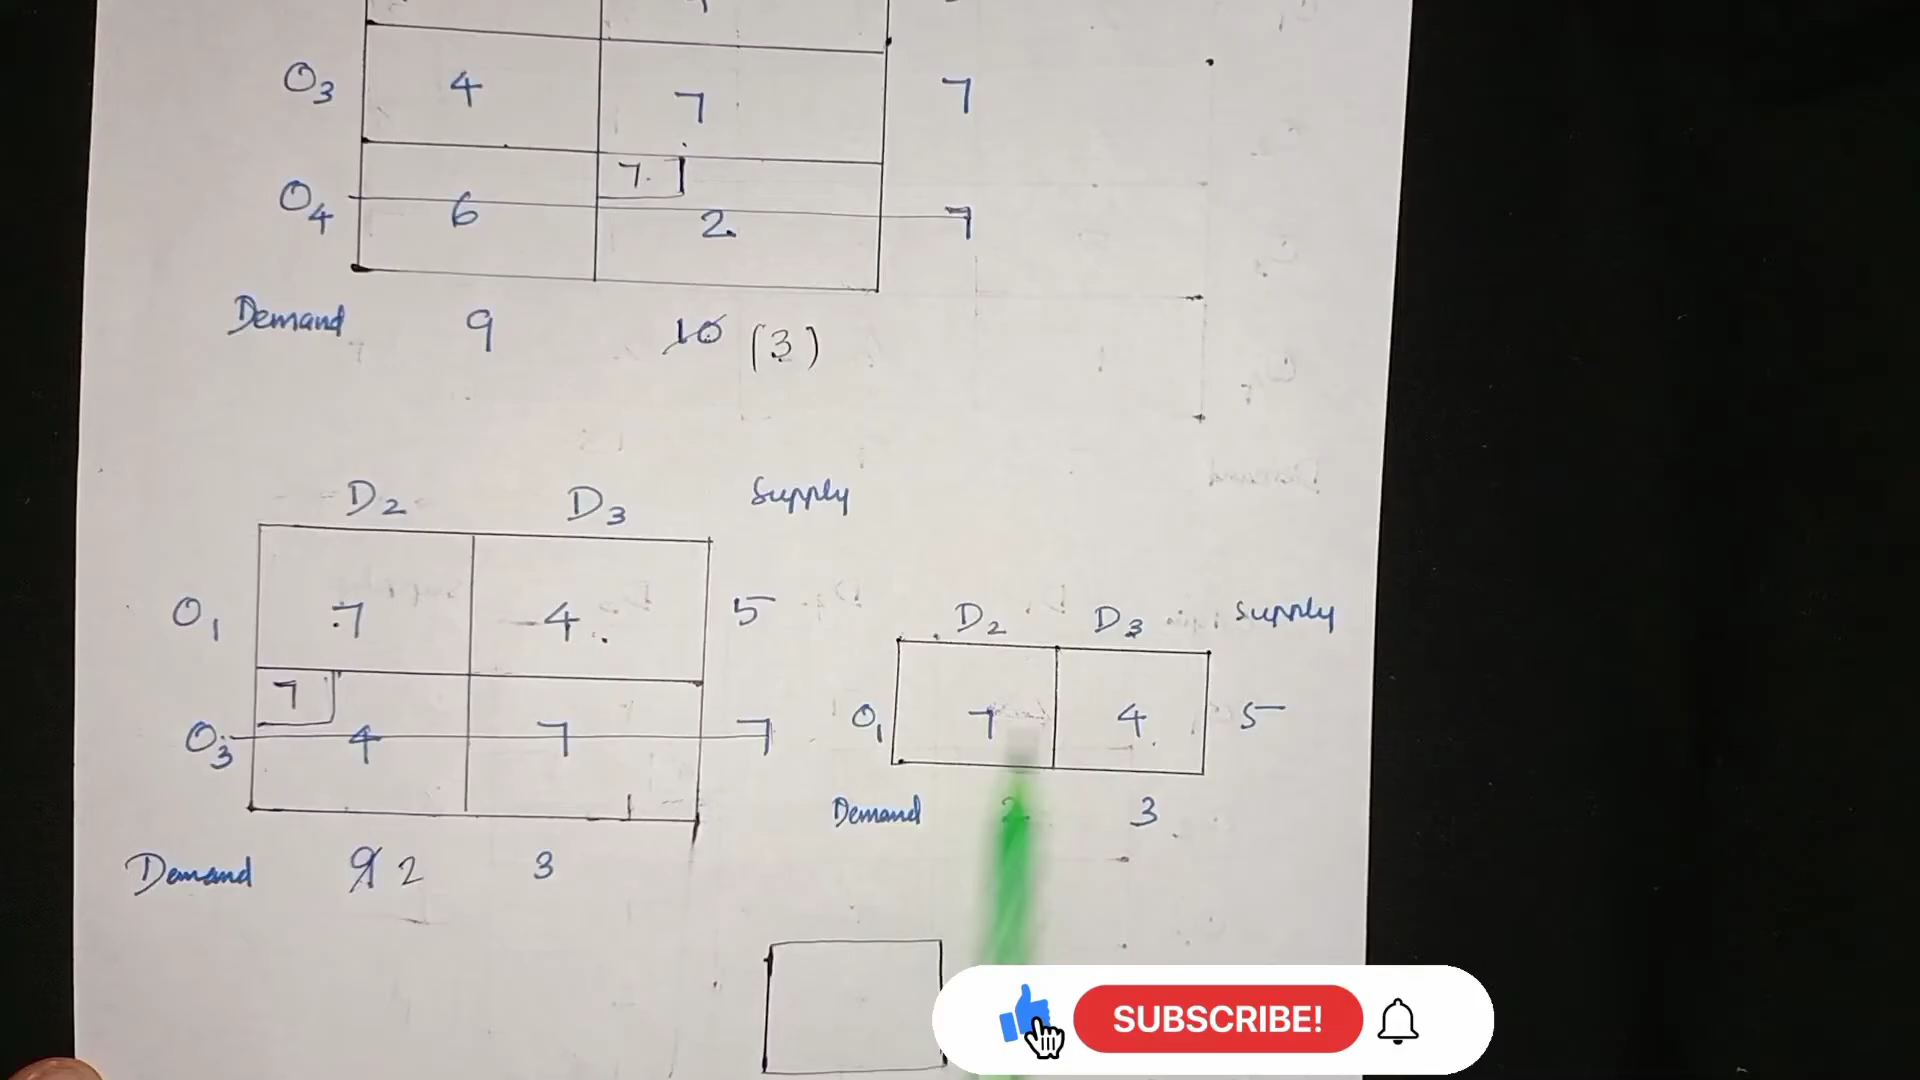 O3 4 7 7
7
O4 6 2 7
Demand 9 10 (3)
D2 D3 Supply
O1 7 4 5
7
O3 4 7 7
Demand 9 2 3
D2 D3 Supply
O1 7 4 5
Demand 2 3
SUBSCRIBE!